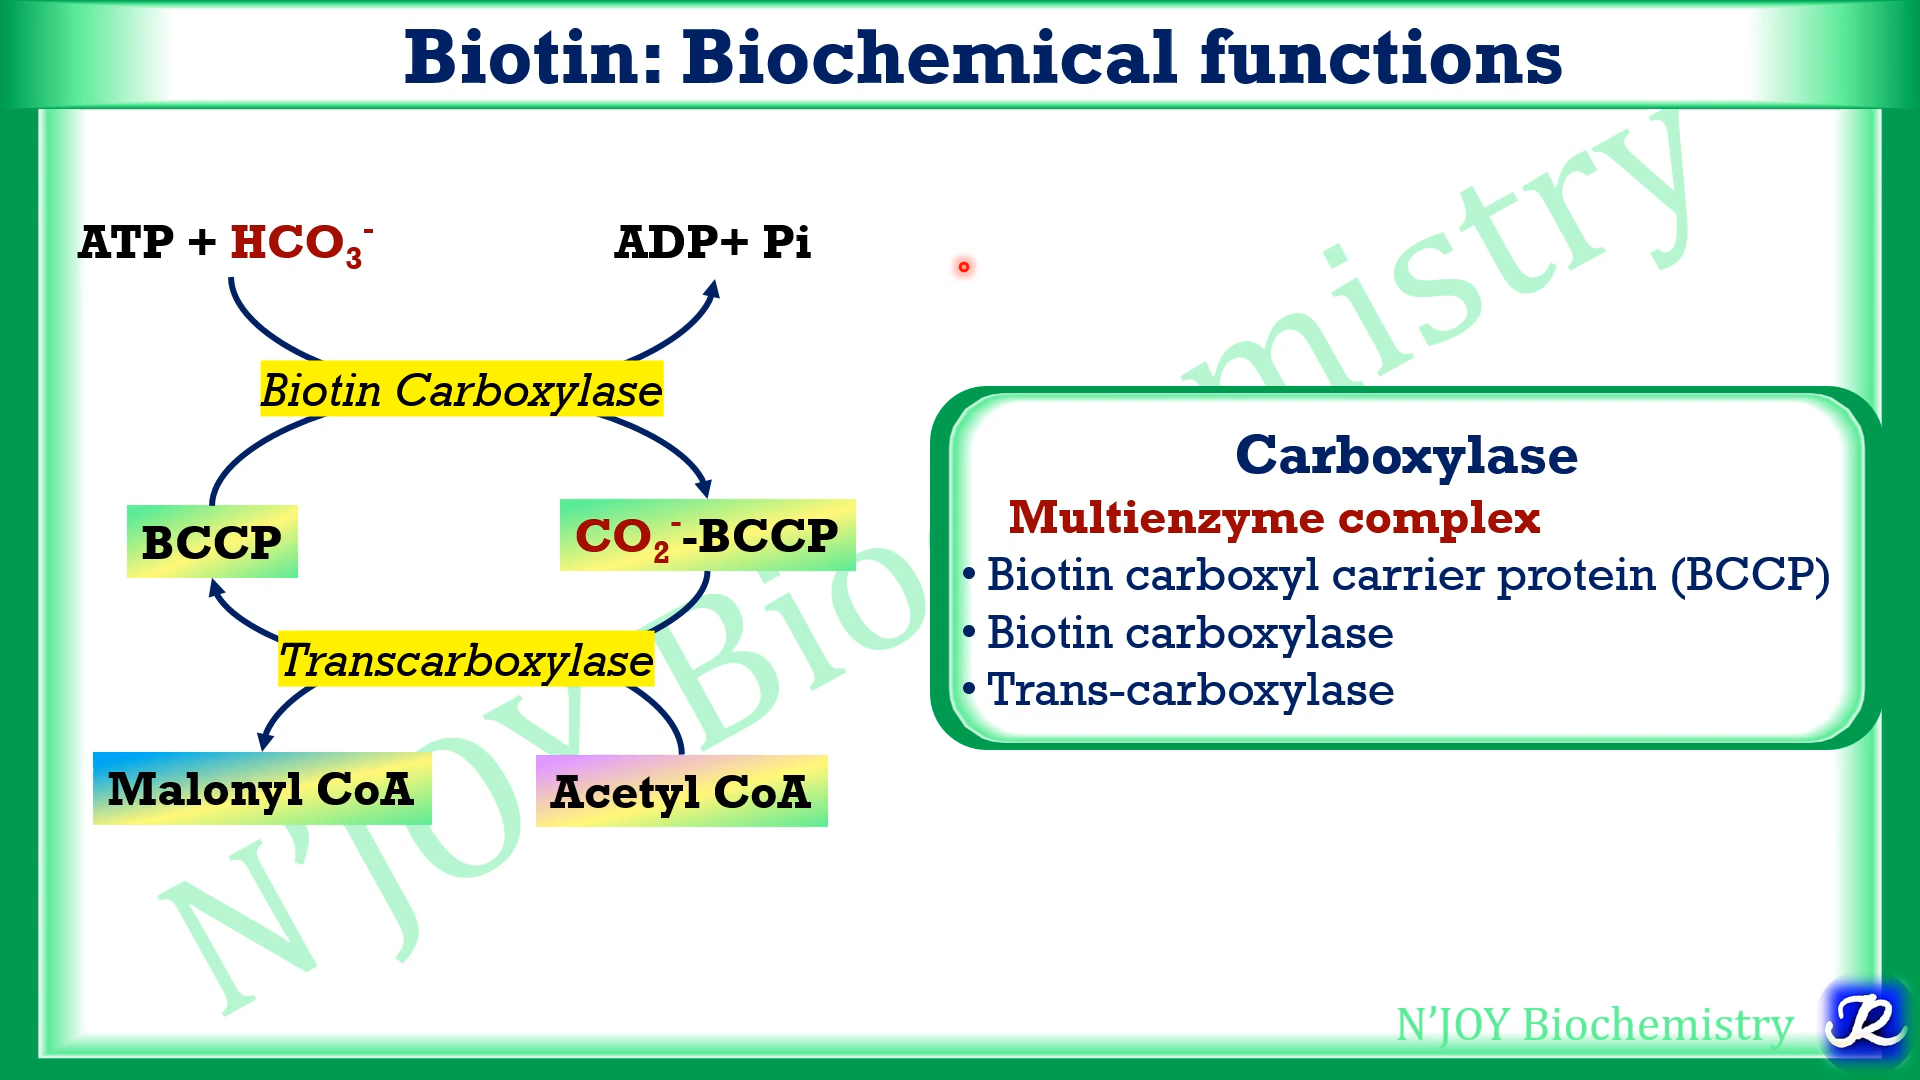 Biotin: Biochemical functions
ATP + HCO₃⁻
ADP+ Pi
Biotin Carboxylase
BCCP
CO₂⁻-BCCP
Transcarboxylase
Malonyl CoA
Acetyl CoA
Carboxylase
Multienzyme complex
• Biotin carboxyl carrier protein (BCCP)
• Biotin carboxylase
• Trans-carboxylase
N'JOY Biochemistry
N’JOY Biochemistry